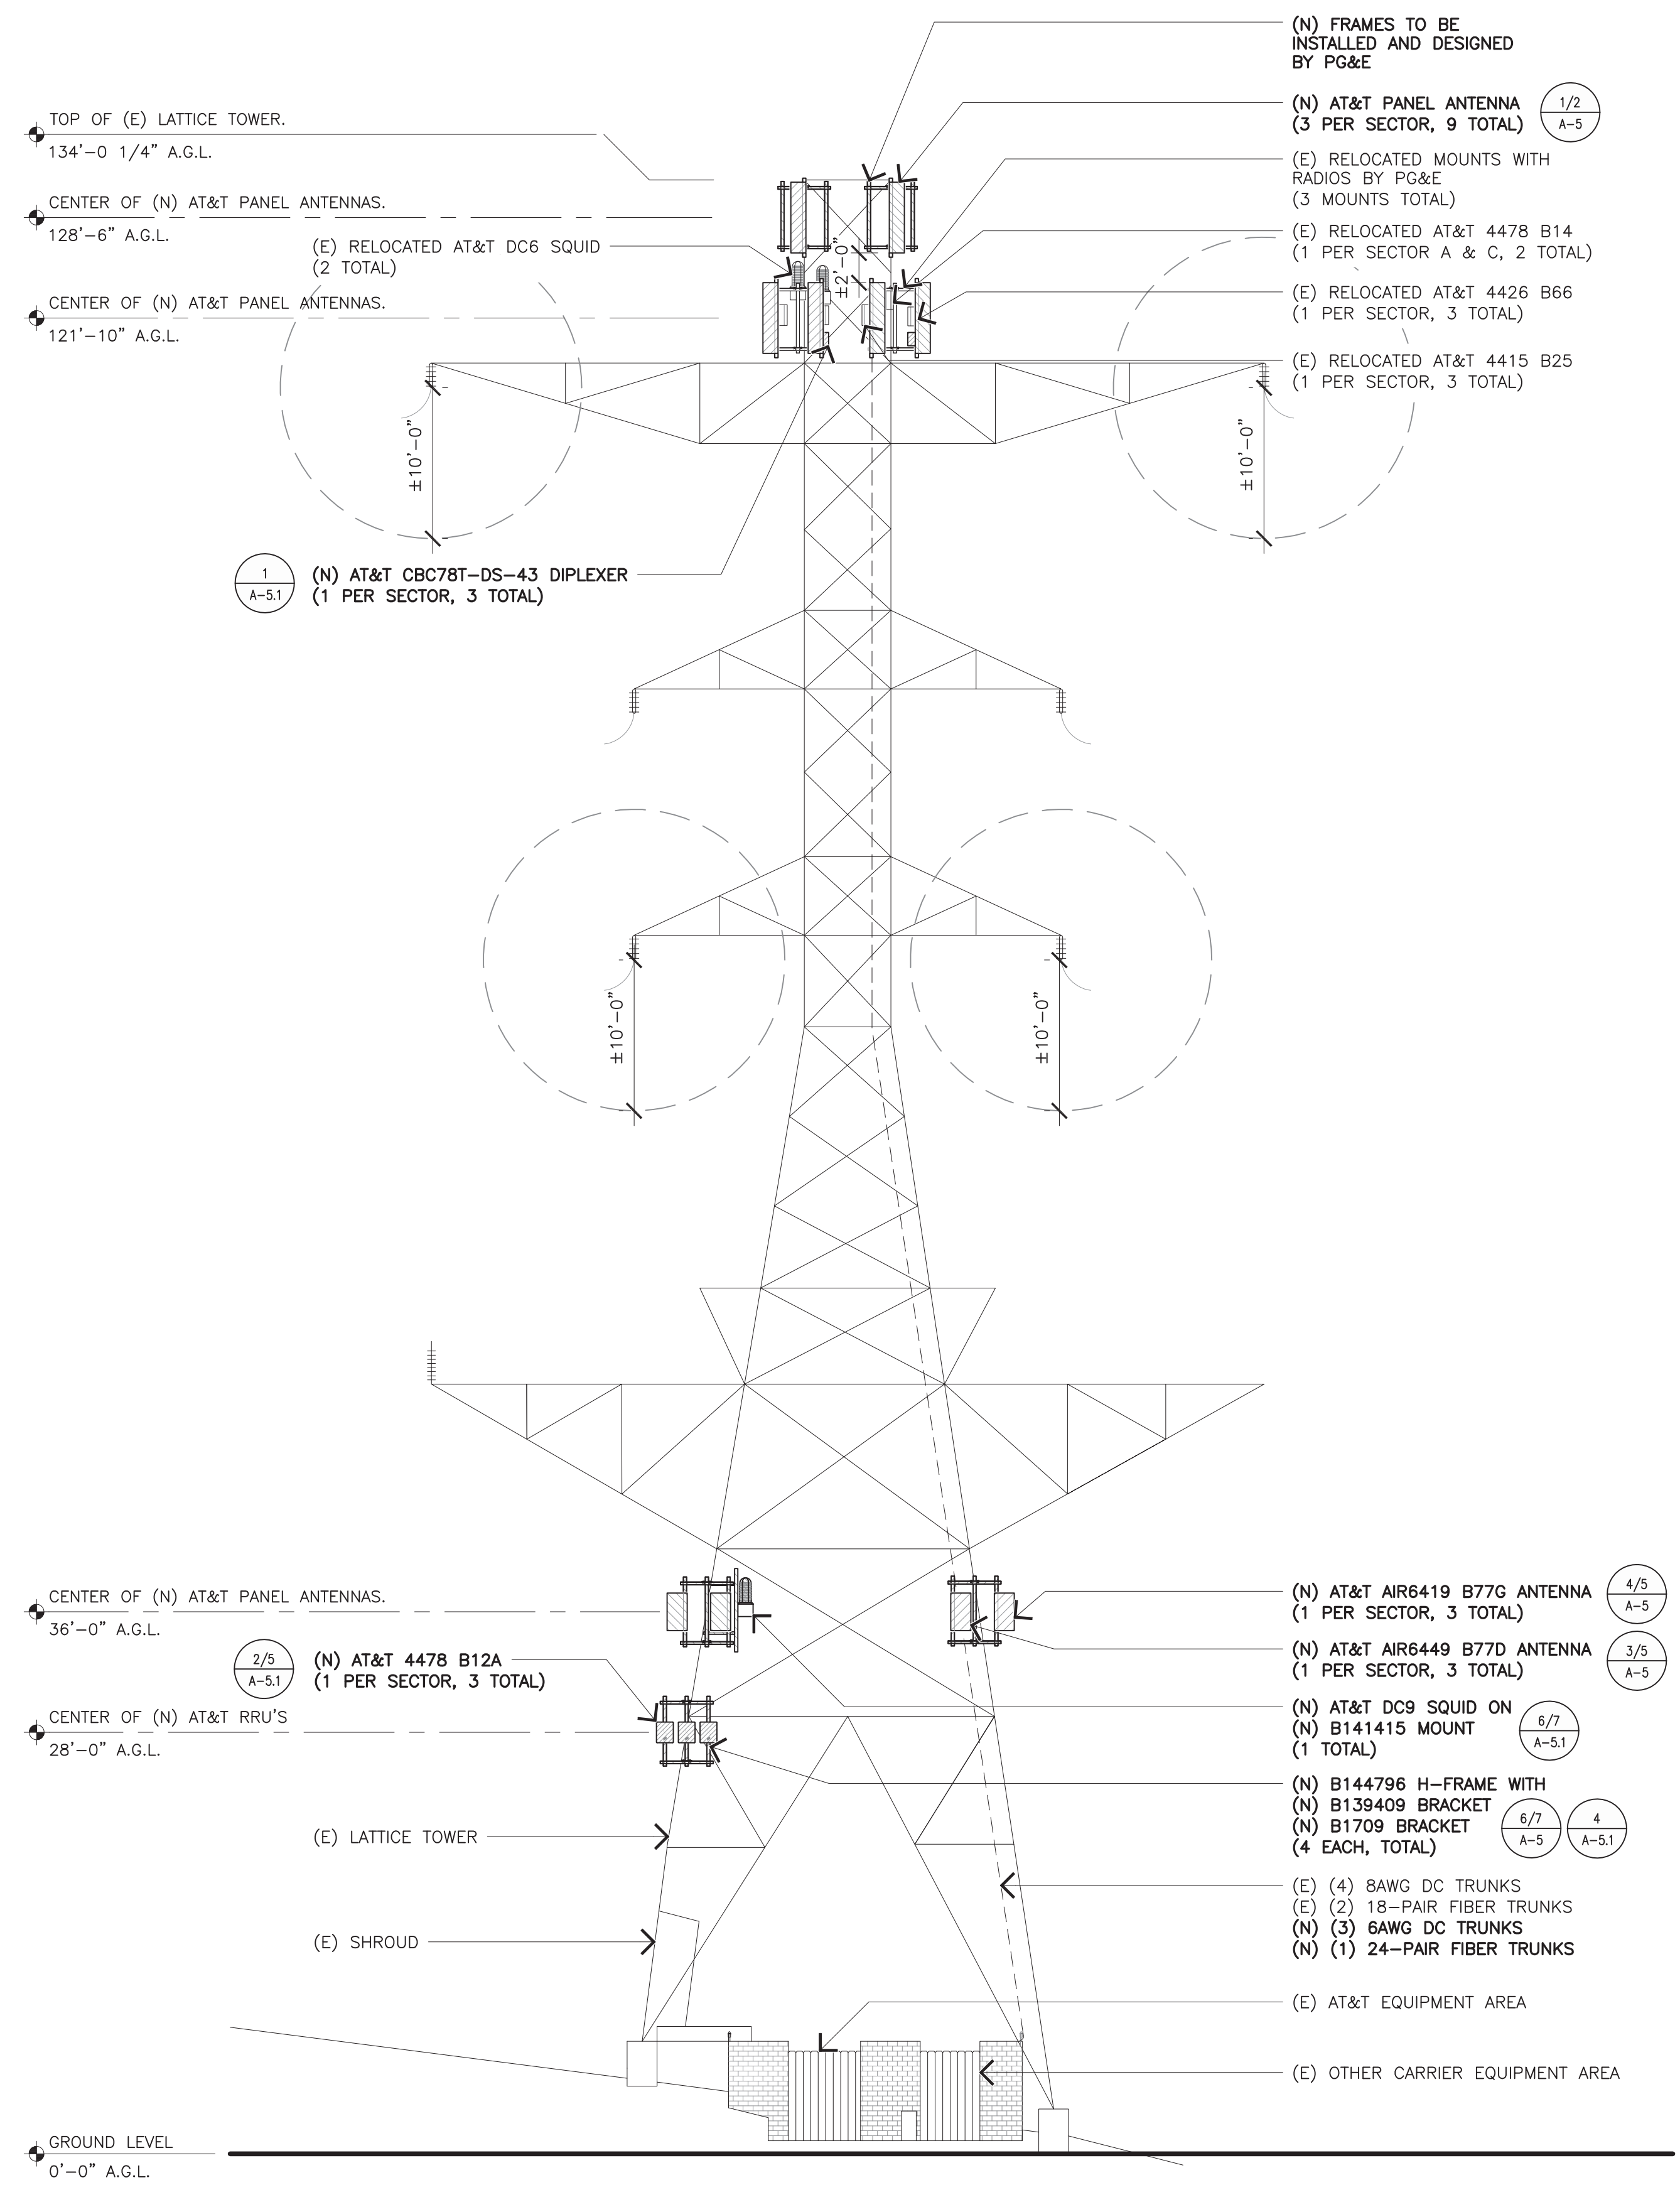 (N) FRAMES TO BE
INSTALLED AND DESIGNED
BY PG&E
(N) AT&T PANEL ANTENNA
(3 PER SECTOR, 9 TOTAL)
1/2
A-5
TOP OF (E) LATTICE TOWER.
134'-0 1/4" A.G.L.
(E) RELOCATED MOUNTS WITH
RADIOS BY PG&E
(3 MOUNTS TOTAL)
CENTER OF (N) AT&T PANEL ANTENNAS.
128'-6" A.G.L.
(E) RELOCATED AT&T DC6 SQUID
(2 TOTAL)
±2'-0"
(E) RELOCATED AT&T 4478 B14
(1 PER SECTOR A & C, 2 TOTAL)
(E) RELOCATED AT&T 4426 B66
(1 PER SECTOR, 3 TOTAL)
CENTER OF (N) AT&T PANEL ANTENNAS.
121'-10" A.G.L.
(E) RELOCATED AT&T 4415 B25
(1 PER SECTOR, 3 TOTAL)
±10'-0"
±10'-0"
1
A-5.1
(N) AT&T CBC78T-DS-43 DIPLEXER
(1 PER SECTOR, 3 TOTAL)
±10'-0"
±10'-0"
CENTER OF (N) AT&T PANEL ANTENNAS.
36'-0" A.G.L.
(N) AT&T AIR6419 B77G ANTENNA
(1 PER SECTOR, 3 TOTAL)
4/5
A-5
(N) AT&T AIR6449 B77D ANTENNA
(1 PER SECTOR, 3 TOTAL)
3/5
A-5
2/5
A-5.1
(N) AT&T 4478 B12A
(1 PER SECTOR, 3 TOTAL)
CENTER OF (N) AT&T RRU'S
28'-0" A.G.L.
(N) AT&T DC9 SQUID ON
(N) B141415 MOUNT
(1 TOTAL)
6/7
A-5.1
(N) B144796 H-FRAME WITH
(N) B139409 BRACKET
(N) B1709 BRACKET
(4 EACH, TOTAL)
6/7
A-5
4
A-5.1
(E) LATTICE TOWER
(E) (4) 8AWG DC TRUNKS
(E) (2) 18-PAIR FIBER TRUNKS
(N) (3) 6AWG DC TRUNKS
(N) (1) 24-PAIR FIBER TRUNKS
(E) SHROUD
(E) AT&T EQUIPMENT AREA
(E) OTHER CARRIER EQUIPMENT AREA
GROUND LEVEL
0'-0" A.G.L.